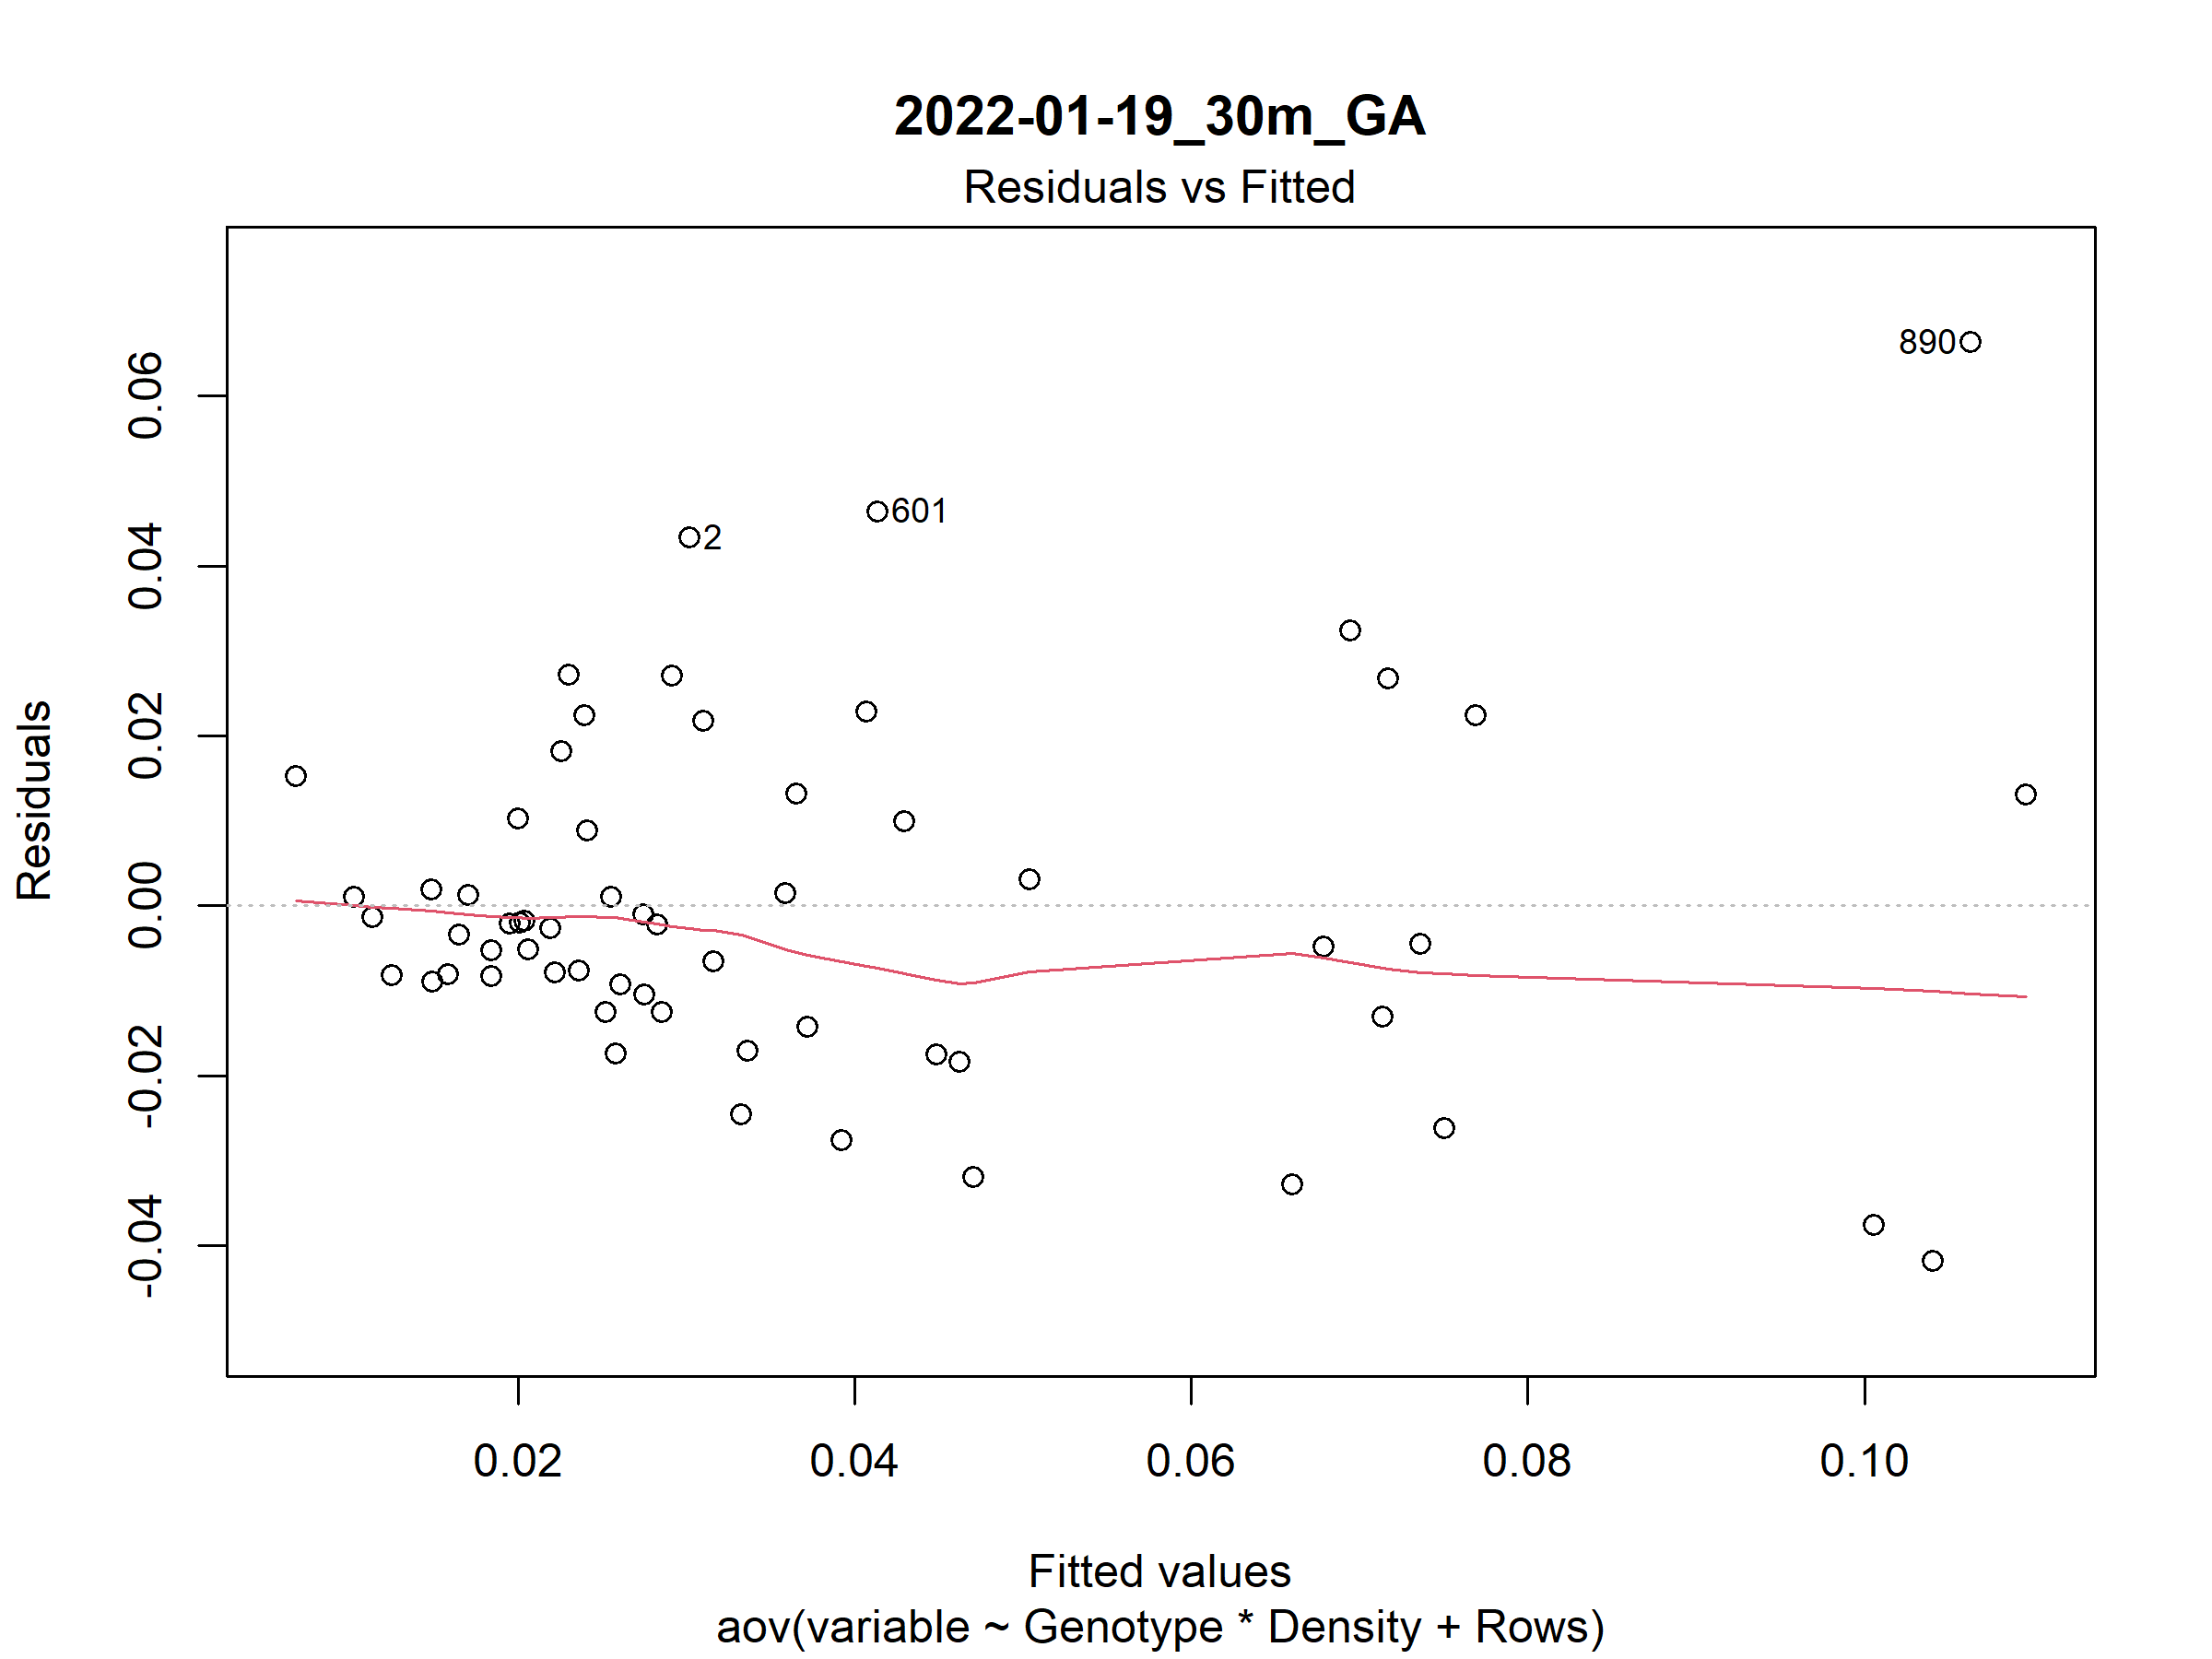 2022-01-19_30m_GA
Residuals vs Fitted
890
601
2
0.06
0.04
0.02
0.00
-0.02
-0.04
Residuals
0.02 0.04 0.06 0.08 0.10
Fitted values
aov(variable ~ Genotype * Density + Rows)